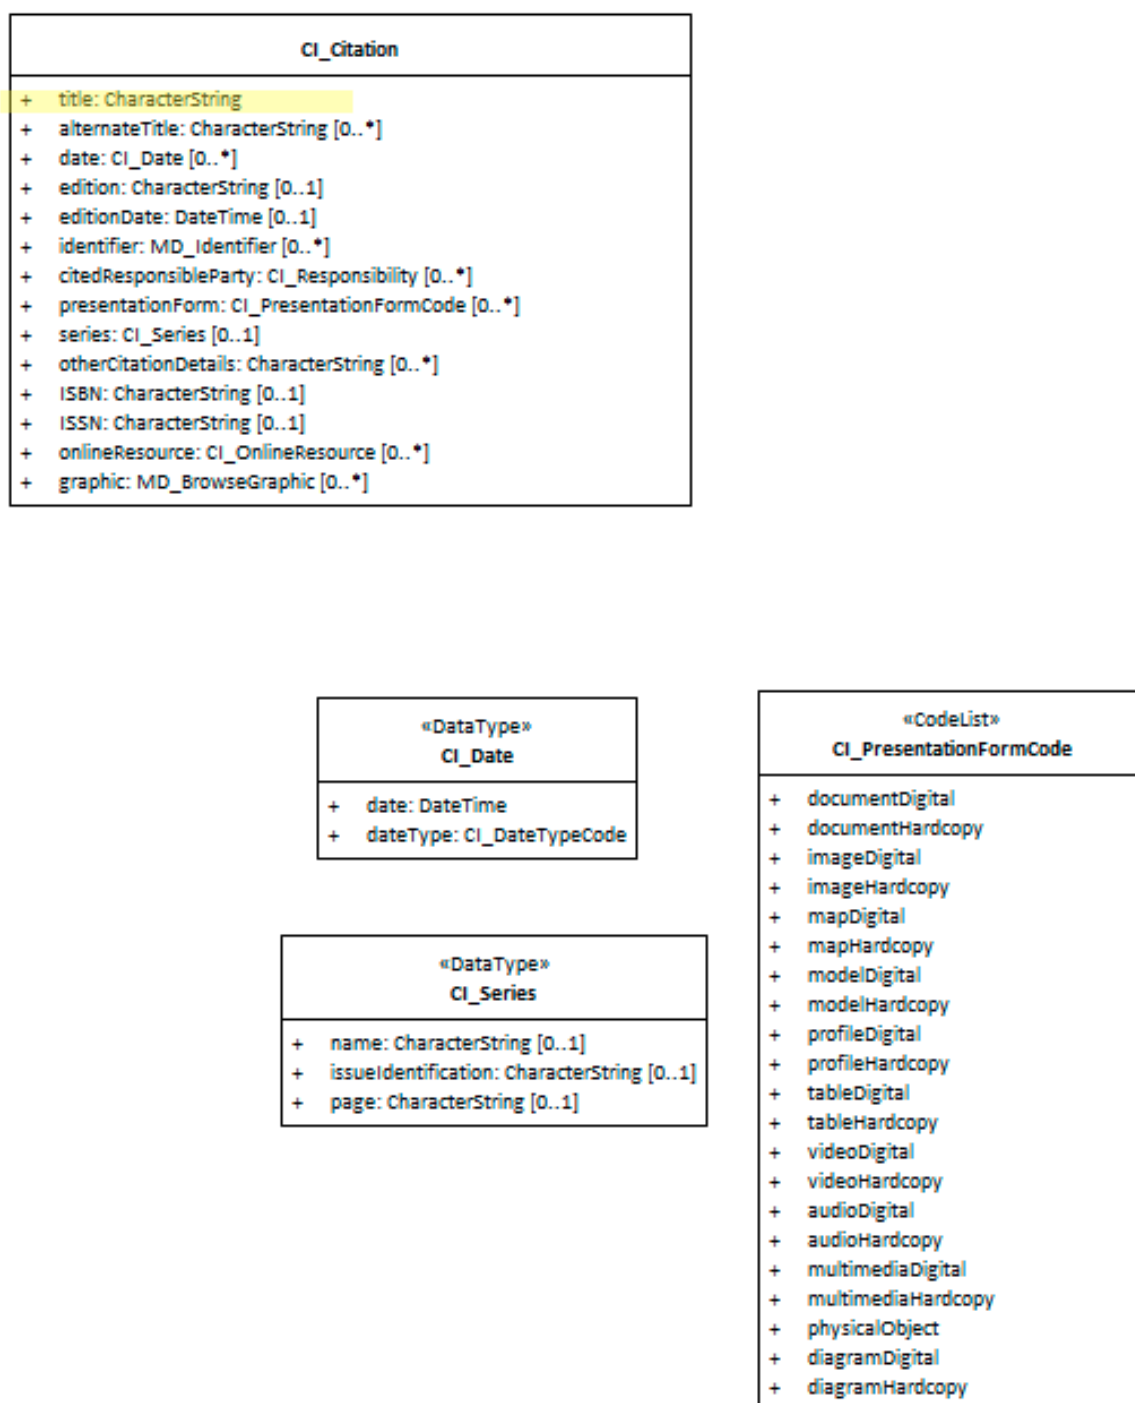 CI_Citation
+ title: CharacterString
+ alternateTitle: CharacterString [0..*]
+ date: CI_Date [0..*]
+ edition: CharacterString [0..1]
+ editionDate: DateTime [0..1]
+ identifier: MD_Identifier [0..*]
+ citedResponsibleParty: CI_Responsibility [0..*]
+ presentationForm: CI_PresentationFormCode [0..*]
+ series: CI_Series [0..1]
+ otherCitationDetails: CharacterString [0..*]
+ ISBN: CharacterString [0..1]
+ ISSN: CharacterString [0..1]
+ onlineResource: CI_OnlineResource [0..*]
+ graphic: MD_BrowseGraphic [0..*]
«DataType»
CI_Date
+ date: DateTime
+ dateType: CI_DateTypeCode
«DataType»
CI_Series
+ name: CharacterString [0..1]
+ issueIdentification: CharacterString [0..1]
+ page: CharacterString [0..1]
«CodeList»
CI_PresentationFormCode
+ documentDigital
+ documentHardcopy
+ imageDigital
+ imageHardcopy
+ mapDigital
+ mapHardcopy
+ modelDigital
+ modelHardcopy
+ profileDigital
+ profileHardcopy
+ tableDigital
+ tableHardcopy
+ videoDigital
+ videoHardcopy
+ audioDigital
+ audioHardcopy
+ multimediaDigital
+ multimediaHardcopy
+ physicalObject
+ diagramDigital
+ diagramHardcopy